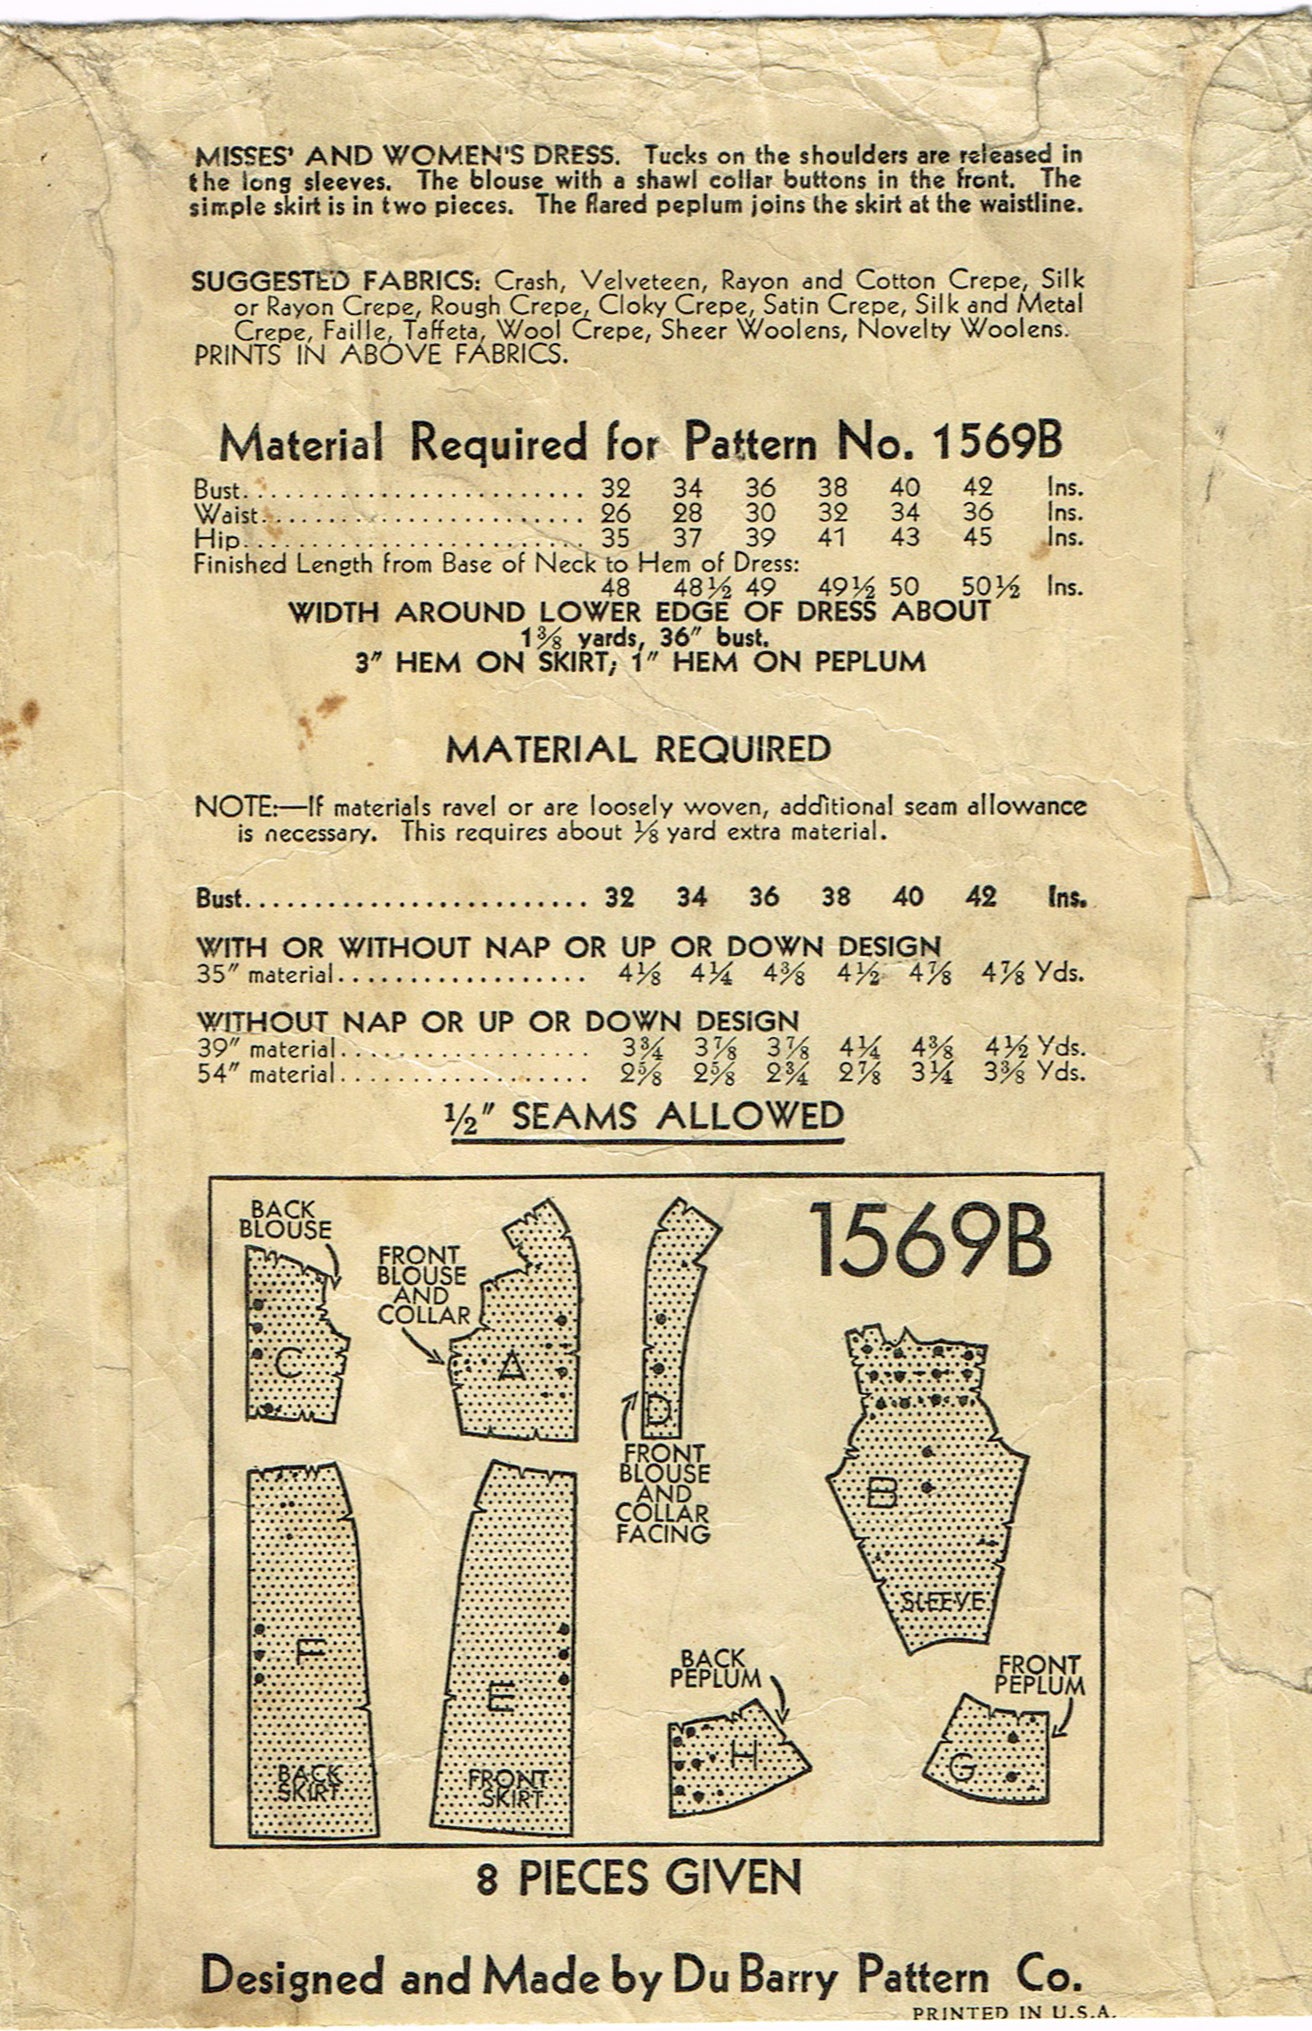 MISSES' AND WOMEN'S DRESS. Tucks on the shoulders are released in
the long sleeves. The blouse with a shawl collar buttons in the front. The
simple skirt is in two pieces. The flared peplum joins the skirt at the waistline.
SUGGESTED FABRICS: Crash, Velveteen, Rayon and Cotton Crepe, Silk
or Rayon Crepe, Rough Crepe, Cloky Crepe, Satin Crepe, Silk and Metal
Crepe, Faille, Taffeta, Wool Crepe, Sheer Woolens, Novelty Woolens.
PRINTS IN ABOVE FABRICS.
Material Required for Pattern No. 1569B
Bust......................... 32 34 36 38 40 42 Ins.
Waist........................ 26 28 30 32 34 36 Ins.
Hip.......................... 35 37 39 41 43 45 Ins.
Finished Length from Base of Neck to Hem of Dress:
48 48½ 49 49½ 50 50½ Ins.
WIDTH AROUND LOWER EDGE OF DRESS ABOUT
1⅜ yards, 36″ bust.
3″ HEM ON SKIRT; 1″ HEM ON PEPLUM
MATERIAL REQUIRED
NOTE:—If materials ravel or are loosely woven, additional seam allowance
is necessary. This requires about ⅛ yard extra material.
Bust......................... 32 34 36 38 40 42 Ins.
WITH OR WITHOUT NAP OR UP OR DOWN DESIGN
35″ material.................. 4⅛ 4¼ 4⅜ 4½ 4⅞ 4⅞ Yds.
WITHOUT NAP OR UP OR DOWN DESIGN
39″ material.................. 3¾ 3⅞ 3⅞ 4¼ 4⅜ 4½ Yds.
54″ material.................. 2⅝ 2⅝ 2¾ 2⅞ 3¼ 3⅜ Yds.
½″ SEAMS ALLOWED
1569B
BACK
BLOUSE
C
FRONT
BLOUSE
AND
COLLAR
A
D
FRONT
BLOUSE
AND
COLLAR
FACING
B
SLEEVE
F
BACK
SKIRT
E
FRONT
SKIRT
BACK
PEPLUM
H
FRONT
PEPLUM
G
8 PIECES GIVEN
Designed and Made by Du Barry Pattern Co.
PRINTED IN U.S.A.